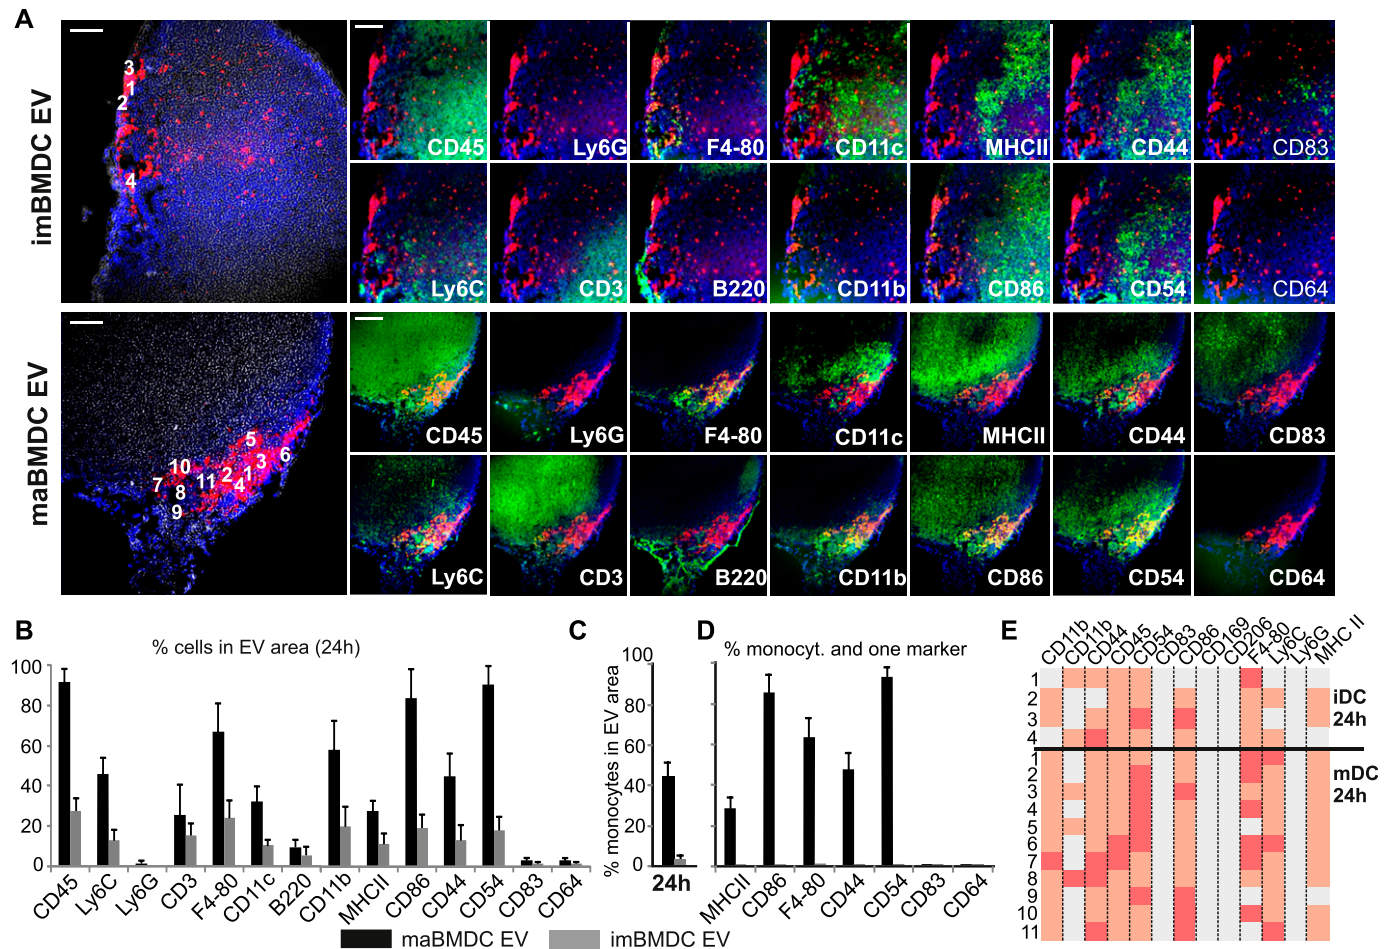 A
imBMDC EV
3
1
2
4
CD45 Ly6G F4-80 CD11c MHCII CD44 CD83
Ly6C CD3 B220 CD11b CD86 CD54 CD64
maBMDC EV
5
10 2 3 6
7 11 1
8 4
9
CD45 Ly6G F4-80 CD11c MHCII CD44 CD83
Ly6C CD3 B220 CD11b CD86 CD54 CD64
B
% cells in EV area (24h)
100
80
60
40
20
0
CD45 Ly6C Ly6G CD3 F4-80 CD11c B220 CD11b MHCII CD86 CD44 CD54 CD83 CD64
C
% monocytes in EV area
100
80
60
40
20
0
24h
D
% monocyt. and one marker
MHCII CD86 F4-80 CD44 CD54 CD83 CD64
maBMDC EV imBMDC EV
E
CD11b CD11b CD44 CD45 CD54 CD83 CD86 CD169 CD206 F4-80 Ly6C Ly6G MHC II
1
2 iDC
3 24h
4
1
2 mDC
3 24h
4
5
6
7
8
9
10
11